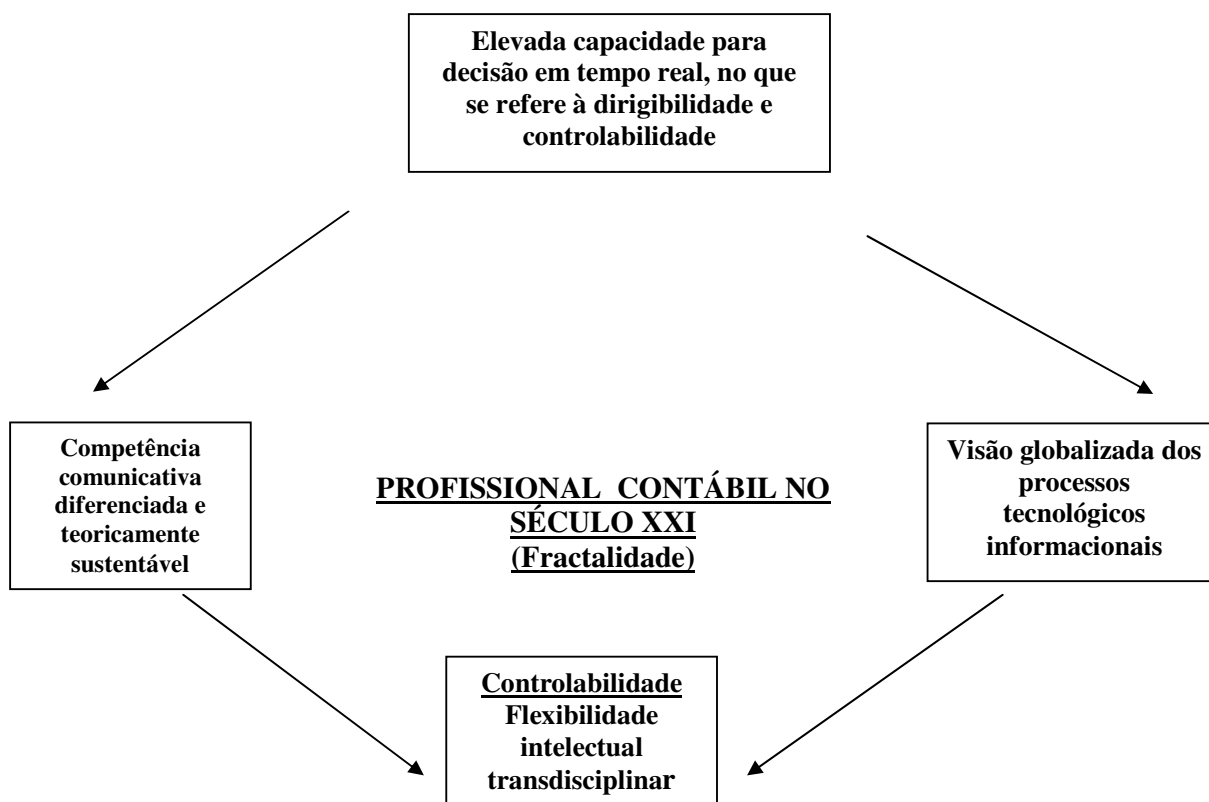 Elevada capacidade para
decisão em tempo real, no que
se refere à dirigibilidade e
controlabilidade
Competência
comunicativa
diferenciada e
teoricamente
sustentável
PROFISSIONAL CONTÁBIL NO
SÉCULO XXI
(Fractalidade)
Visão globalizada dos
processos
tecnológicos
informacionais
Controlabilidade
Flexibilidade
intelectual
transdisciplinar